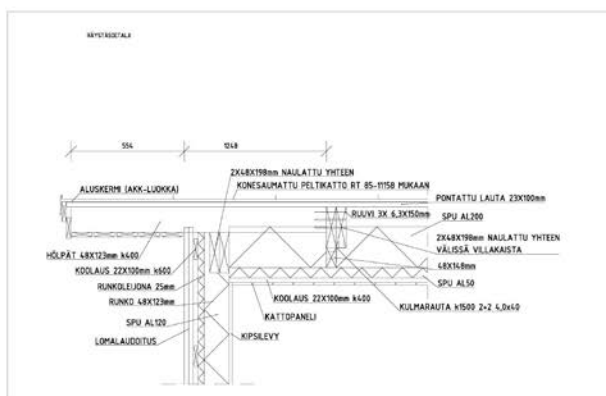 RÄYSTÄSDETALJI
554
1248
2X48X198mm NAULATTU YHTEEN
ALUSKERMI (AKK-LUOKKA)
KONESAUMATTU PELTIKATTO RT 85-11158 MUKAAN
PONTATTU LAUTA 23X100mm
RUUVI 3X 6,3X150mm
SPU AL200
HÖLPÄT 48X123mm k400
2X48X198mm NAULATTU YHTEEN
VÄLISSÄ VILLAKAISTA
KOOLAUS 22X100mm k600
48X148mm
RUNKOLEIJONA 25mm
SPU AL50
RUNKO 48X123mm
KOOLAUS 22X100mm k400
KULMARAUTA k1500 2+2 4,0x40
KATTOPANELI
SPU AL120
KIPSILEVY
LOMALAUDOITUS